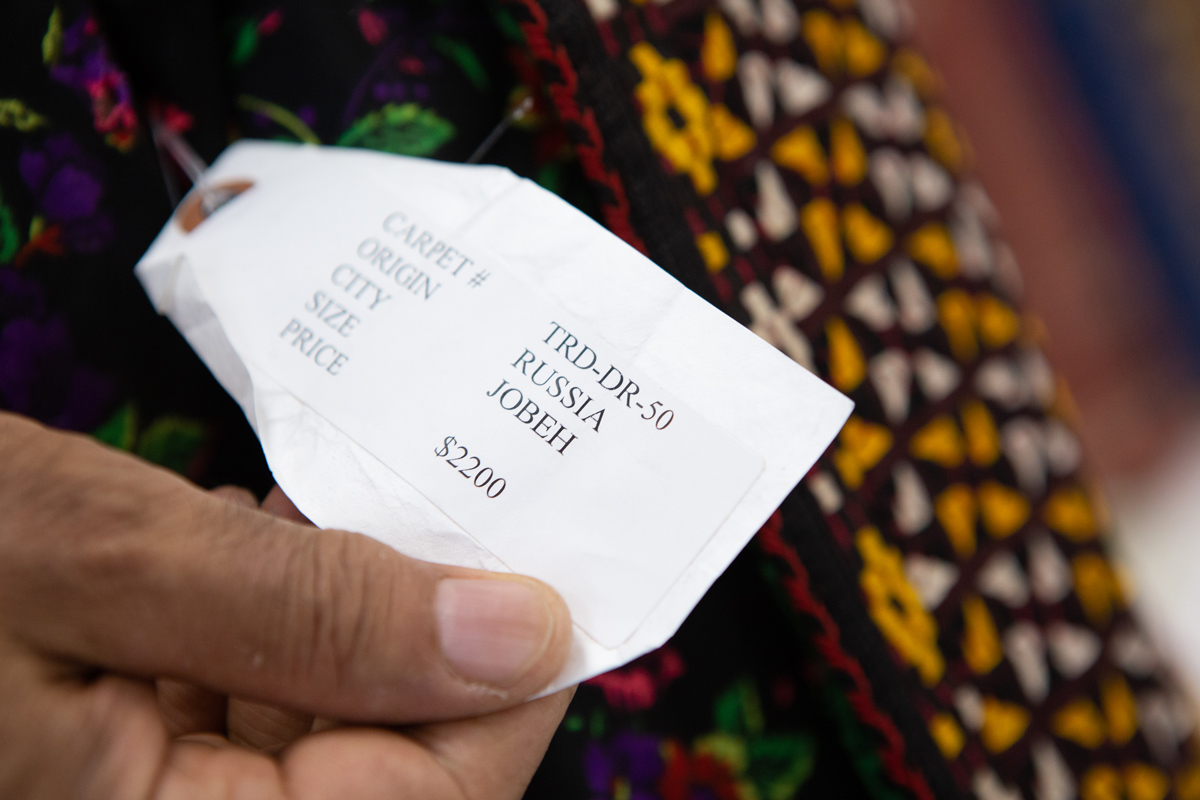 CARPET # TRD-DR-50
ORIGIN RUSSIA
CITY JOBEH
SIZE
PRICE $2200